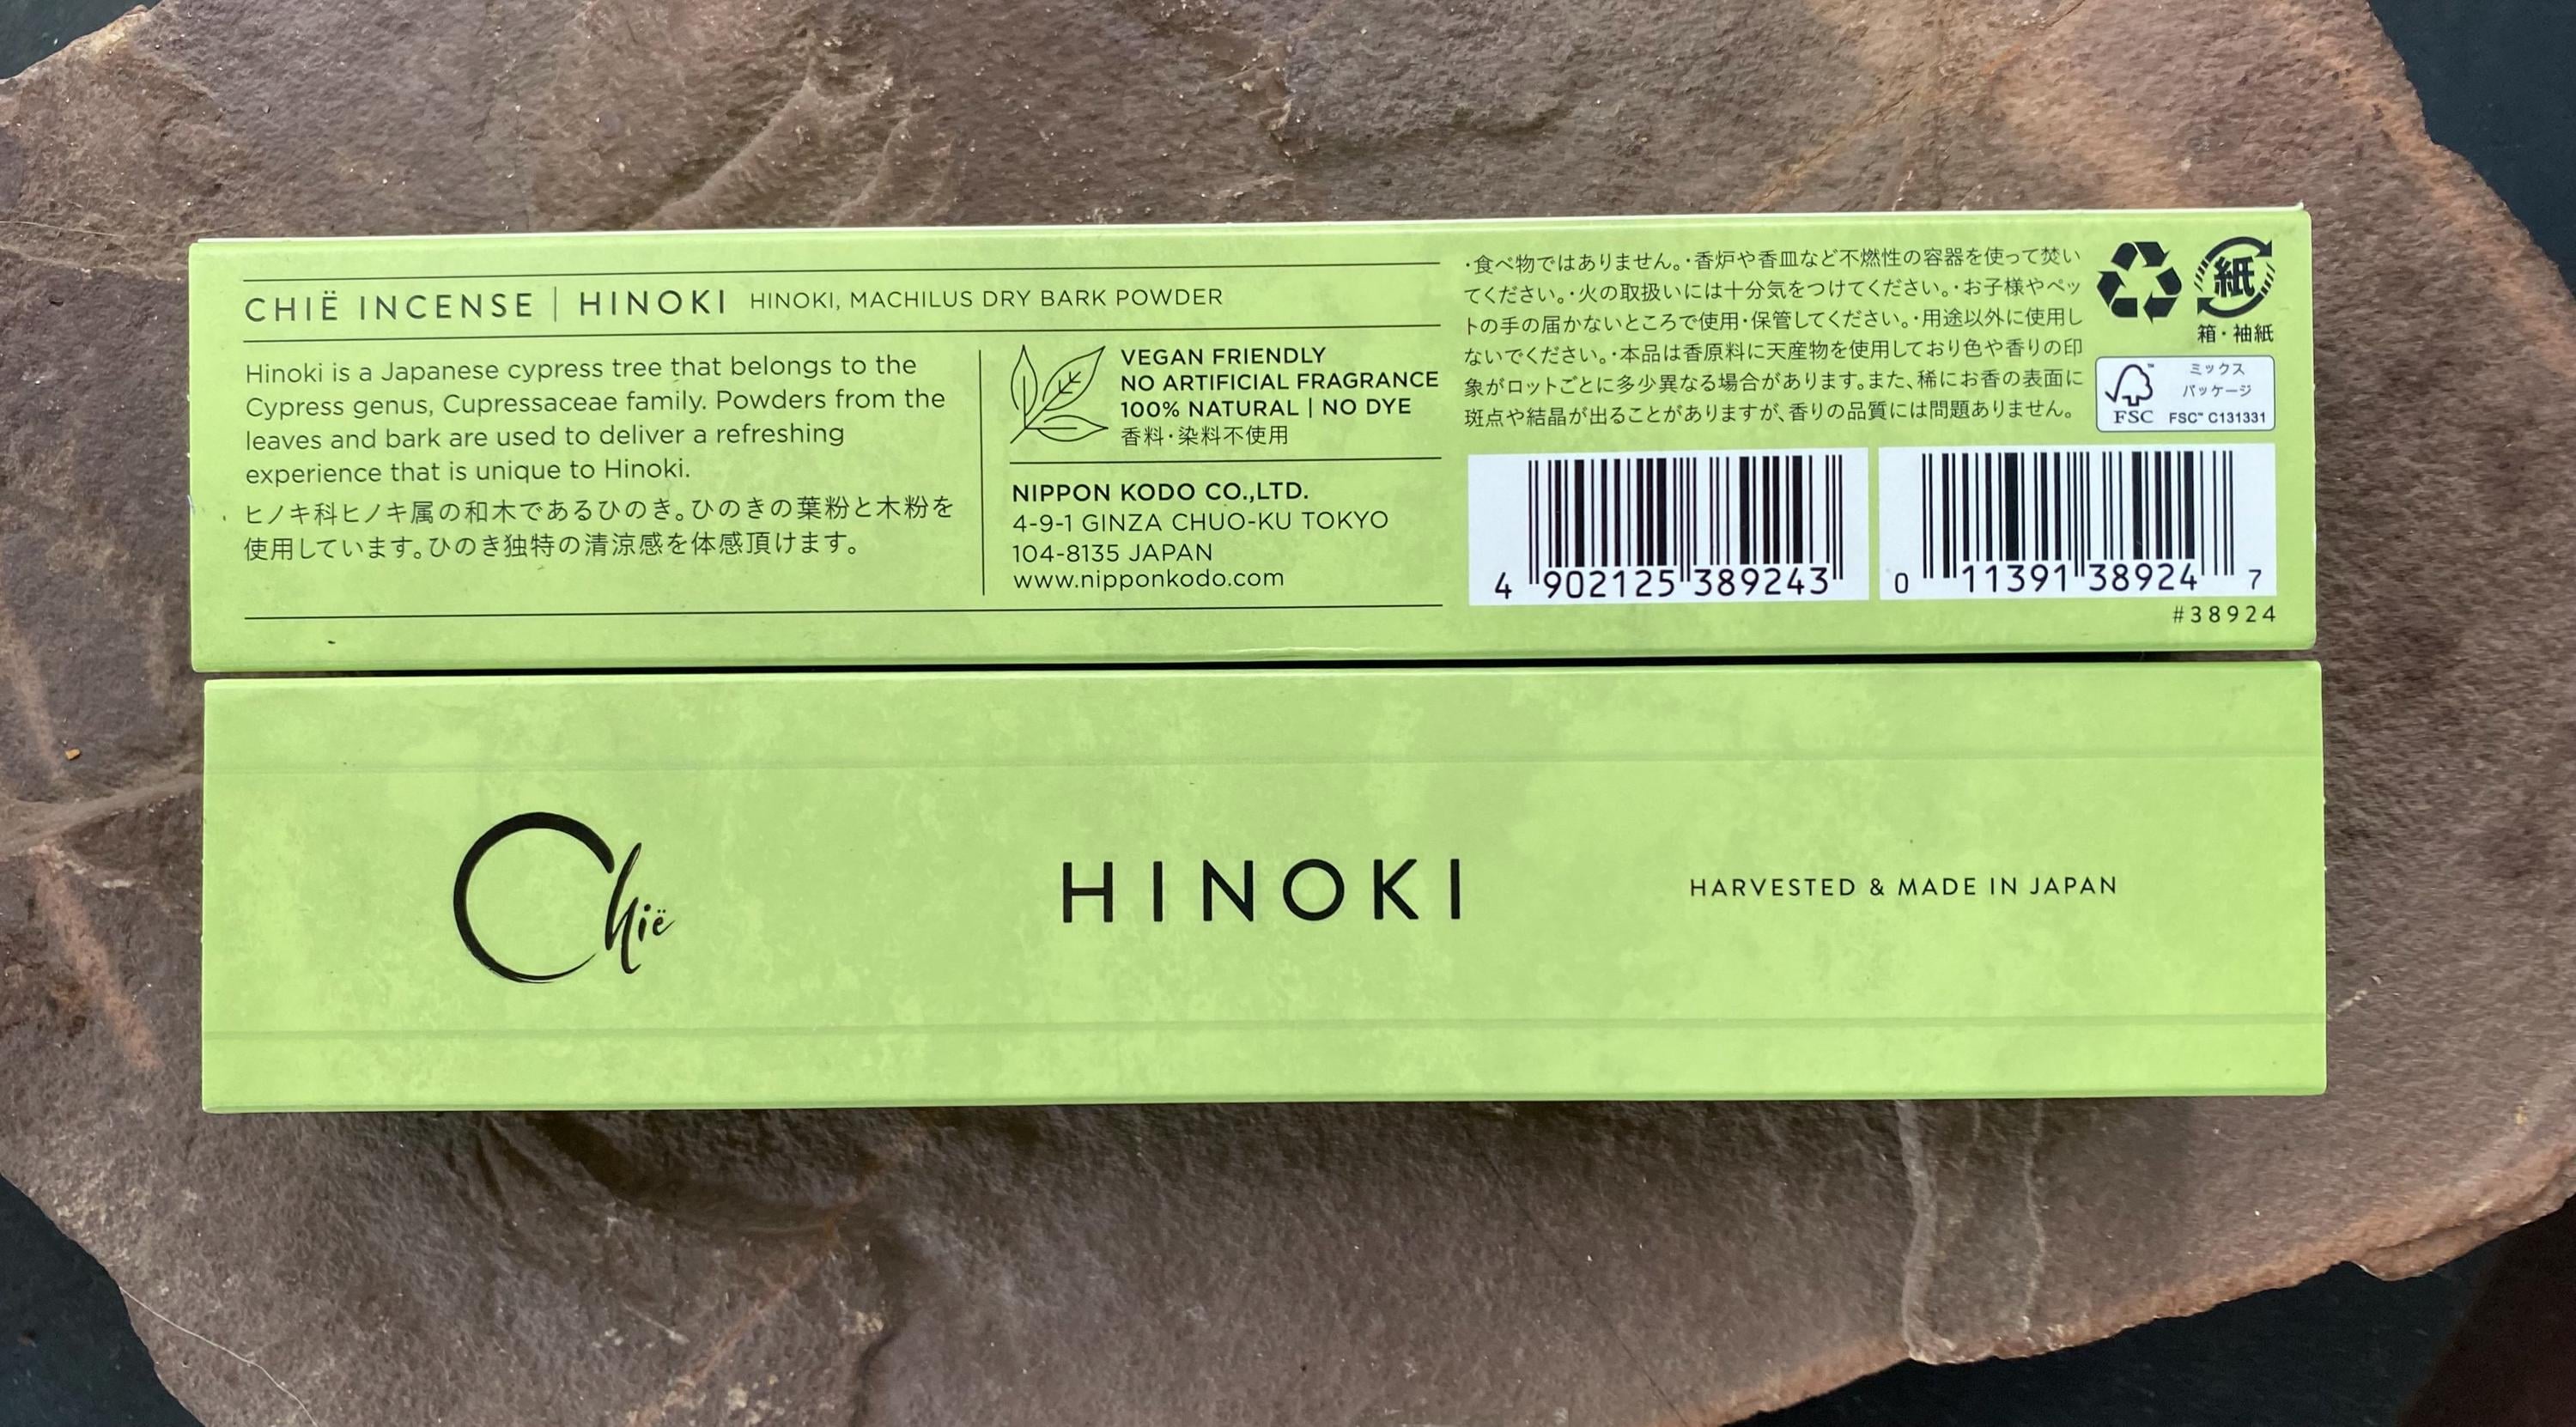 CHIË INCENSE | HINOKI HINOKI, MACHILUS DRY BARK POWDER
Hinoki is a Japanese cypress tree that belongs to the
Cypress genus, Cupressaceae family. Powders from the
leaves and bark are used to deliver a refreshing
experience that is unique to Hinoki.
ヒノキ科ヒノキ属の和木であるひのき。ひのきの葉粉と木粉を
使用しています。ひのき独特の清涼感を体感頂けます。
VEGAN FRIENDLY
NO ARTIFICIAL FRAGRANCE
100% NATURAL | NO DYE
香料・染料不使用
NIPPON KODO CO.,LTD.
4-9-1 GINZA CHUO-KU TOKYO
104-8135 JAPAN
www.nipponkodo.com
・食べ物ではありません。・香炉や香皿など不燃性の容器を使って焚い
てください。・火の取扱いには十分気をつけてください。・お子様やペッ
トの手の届かないところで使用・保管してください。・用途以外に使用し
ないでください。・本品は香原料に天産物を使用しており色や香りの印
象がロットごとに多少異なる場合があります。また、稀にお香の表面に
斑点や結晶が出ることがありますが、香りの品質には問題ありません。
紙
箱・袖紙
ミックス
パッケージ
FSC™ C131331
FSC™
4 902125 389243
0 11391 38924 7
#38924
Chië
HINOKI
HARVESTED & MADE IN JAPAN